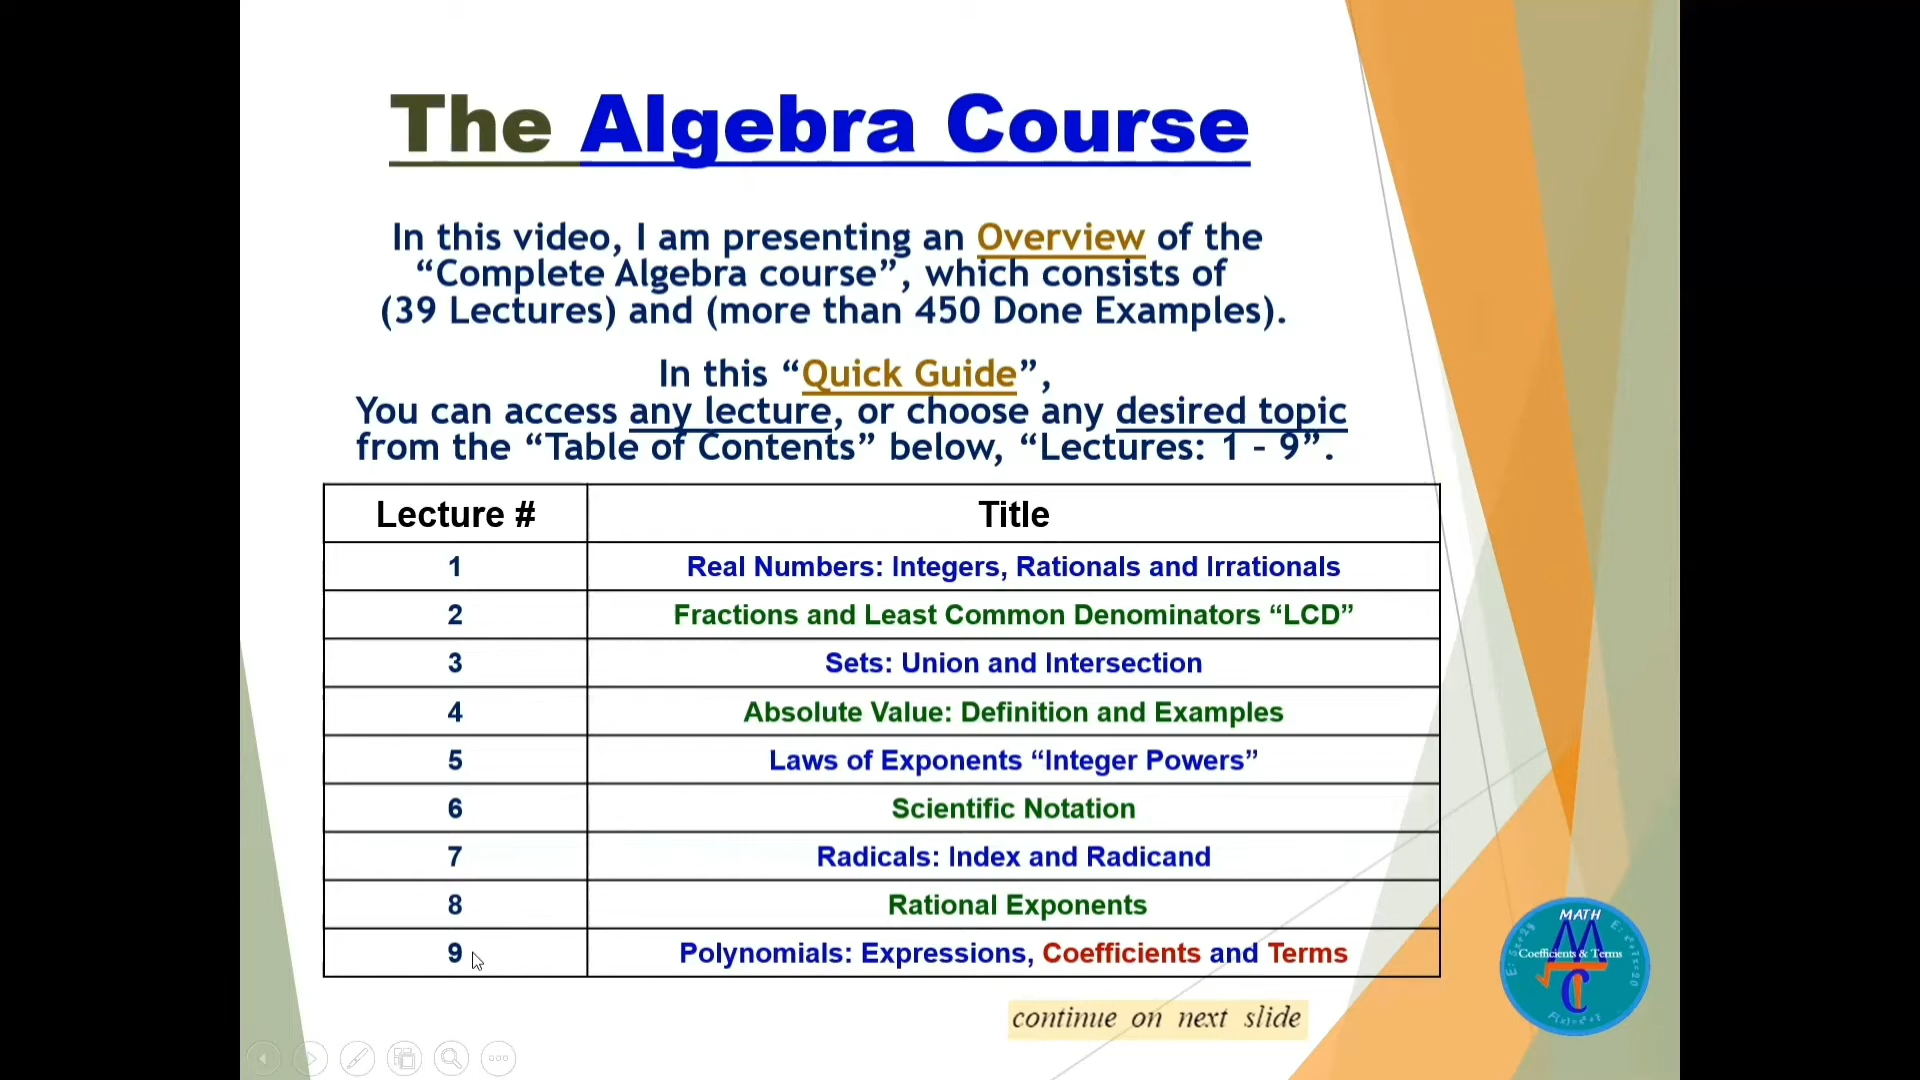 The Algebra Course
In this video, I am presenting an Overview of the
“Complete Algebra course”, which consists of
(39 Lectures) and (more than 450 Done Examples).
In this “Quick Guide”,
You can access any lecture, or choose any desired topic
from the “Table of Contents” below, “Lectures: 1 – 9”.
Lecture # Title
1 Real Numbers: Integers, Rationals and Irrationals
2 Fractions and Least Common Denominators “LCD”
3 Sets: Union and Intersection
4 Absolute Value: Definition and Examples
5 Laws of Exponents “Integer Powers”
6 Scientific Notation
7 Radicals: Index and Radicand
8 Rational Exponents
9 Polynomials: Expressions, Coefficients and Terms
continue on next slide
MATH
M
Coefficients & Terms
C